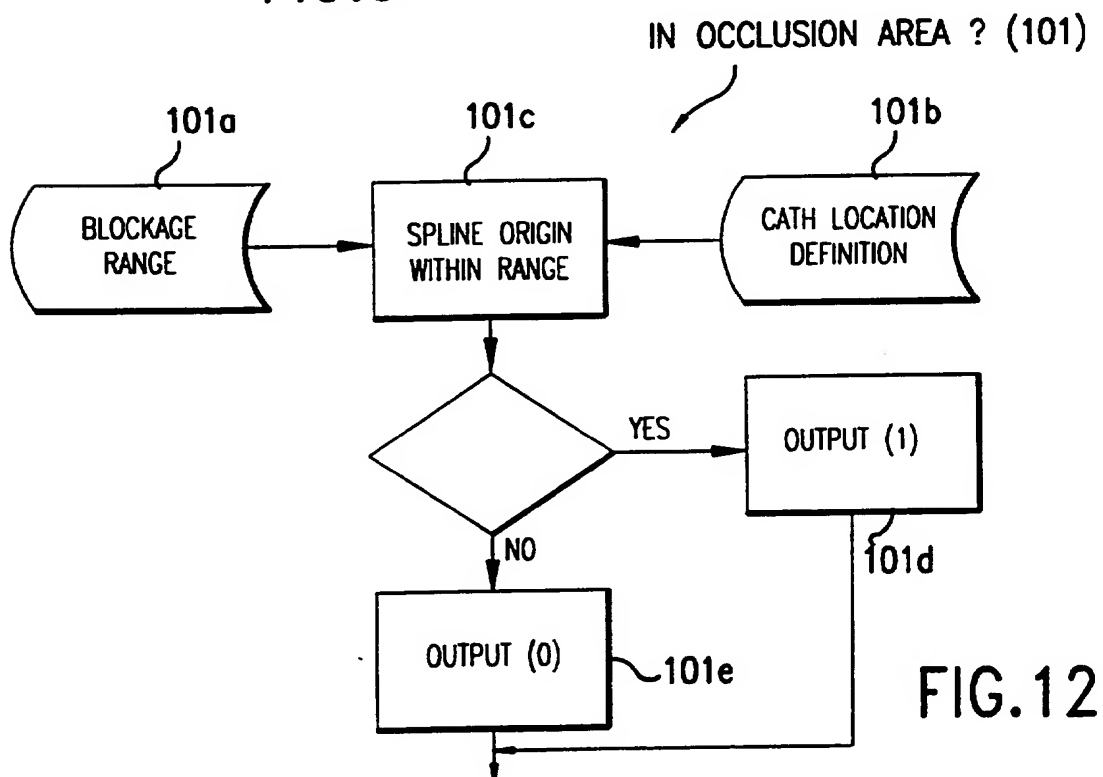 IN OCCLUSION AREA ? (101)
101a
101c
101b
BLOCKAGE
RANGE
SPLINE ORIGIN
WITHIN RANGE
CATH LOCATION
DEFINITION
YES
OUTPUT (1)
101d
NO
OUTPUT (0)
101e
FIG.12